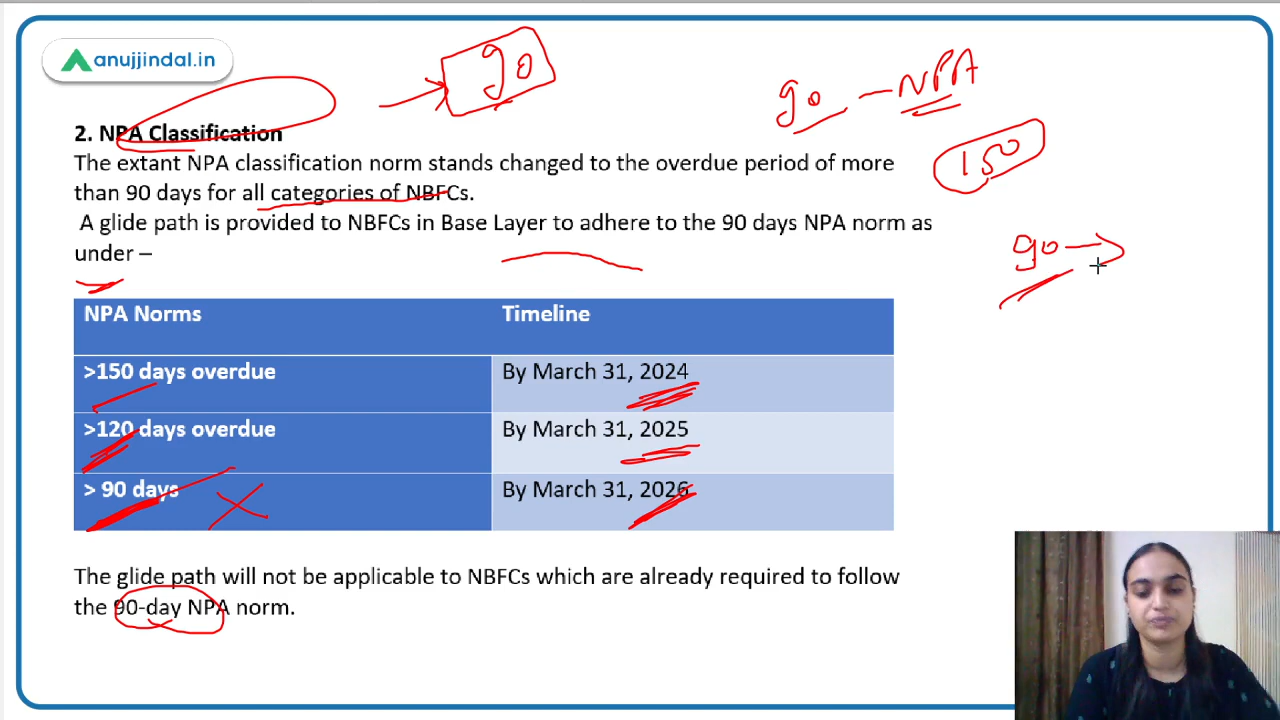 anujjindal.in
90
90 - NPA
150
2. NPA Classification
The extant NPA classification norm stands changed to the overdue period of more
than 90 days for all categories of NBFCs.
A glide path is provided to NBFCs in Base Layer to adhere to the 90 days NPA norm as
under –
90 →
NPA Norms Timeline
>150 days overdue By March 31, 2024
>120 days overdue By March 31, 2025
> 90 days By March 31, 2026
The glide path will not be applicable to NBFCs which are already required to follow
the 90-day NPA norm.